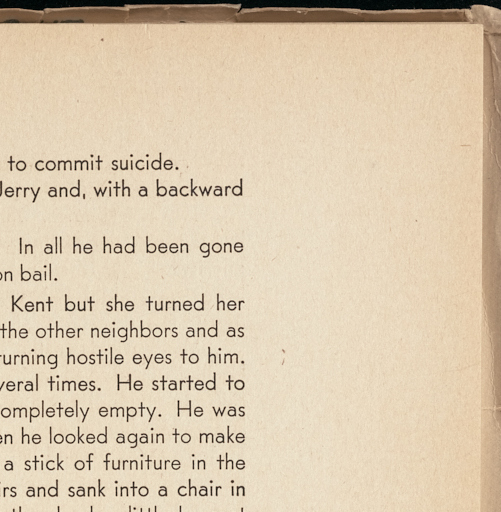 to commit suicide.
Jerry and, with a backward
In all he had been gone
on bail.
Kent but she turned her
the other neighbors and as
turning hostile eyes to him.
veral times. He started to
ompletely empty. He was
en he looked again to make
a stick of furniture in the
irs and sank into a chair in